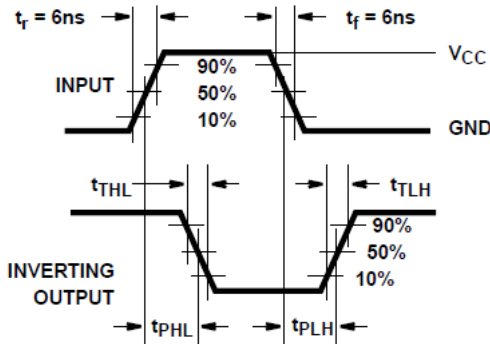 tr = 6ns
tf = 6ns
VCC
90%
INPUT
50%
10%
GND
tTHL
tTLH
90%
50%
INVERTING
OUTPUT
10%
tPHL
tPLH